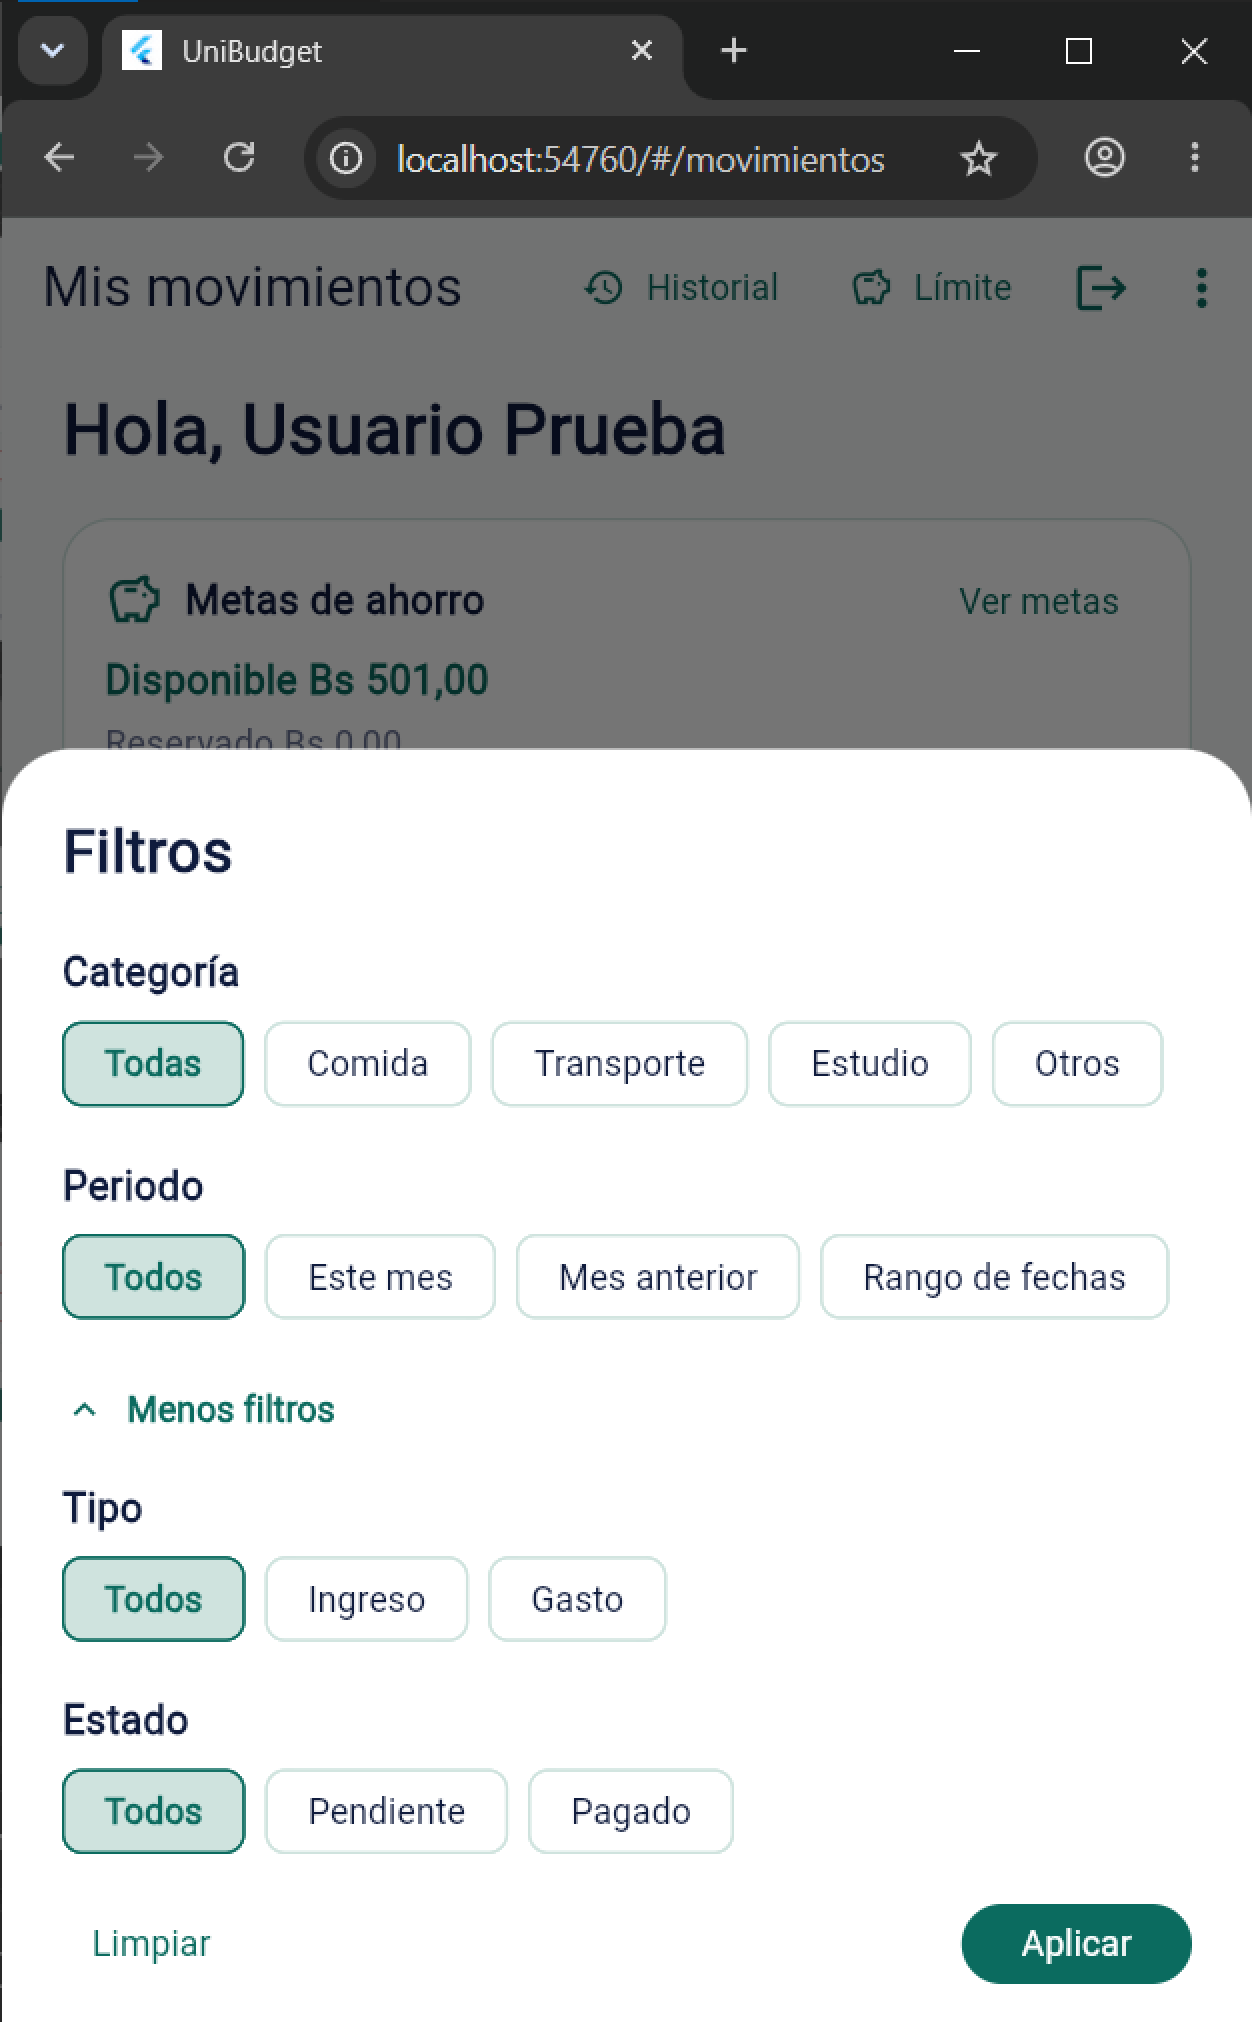 UniBudget
localhost:54760/#/movimientos
Mis movimientos Historial Límite
Hola, Usuario Prueba
Metas de ahorro Ver metas
Disponible Bs 501,00
Reservado Bs 0,00
Filtros
Categoría
Todas Comida Transporte Estudio Otros
Periodo
Todos Este mes Mes anterior Rango de fechas
Menos filtros
Tipo
Todos Ingreso Gasto
Estado
Todos Pendiente Pagado
Limpiar Aplicar